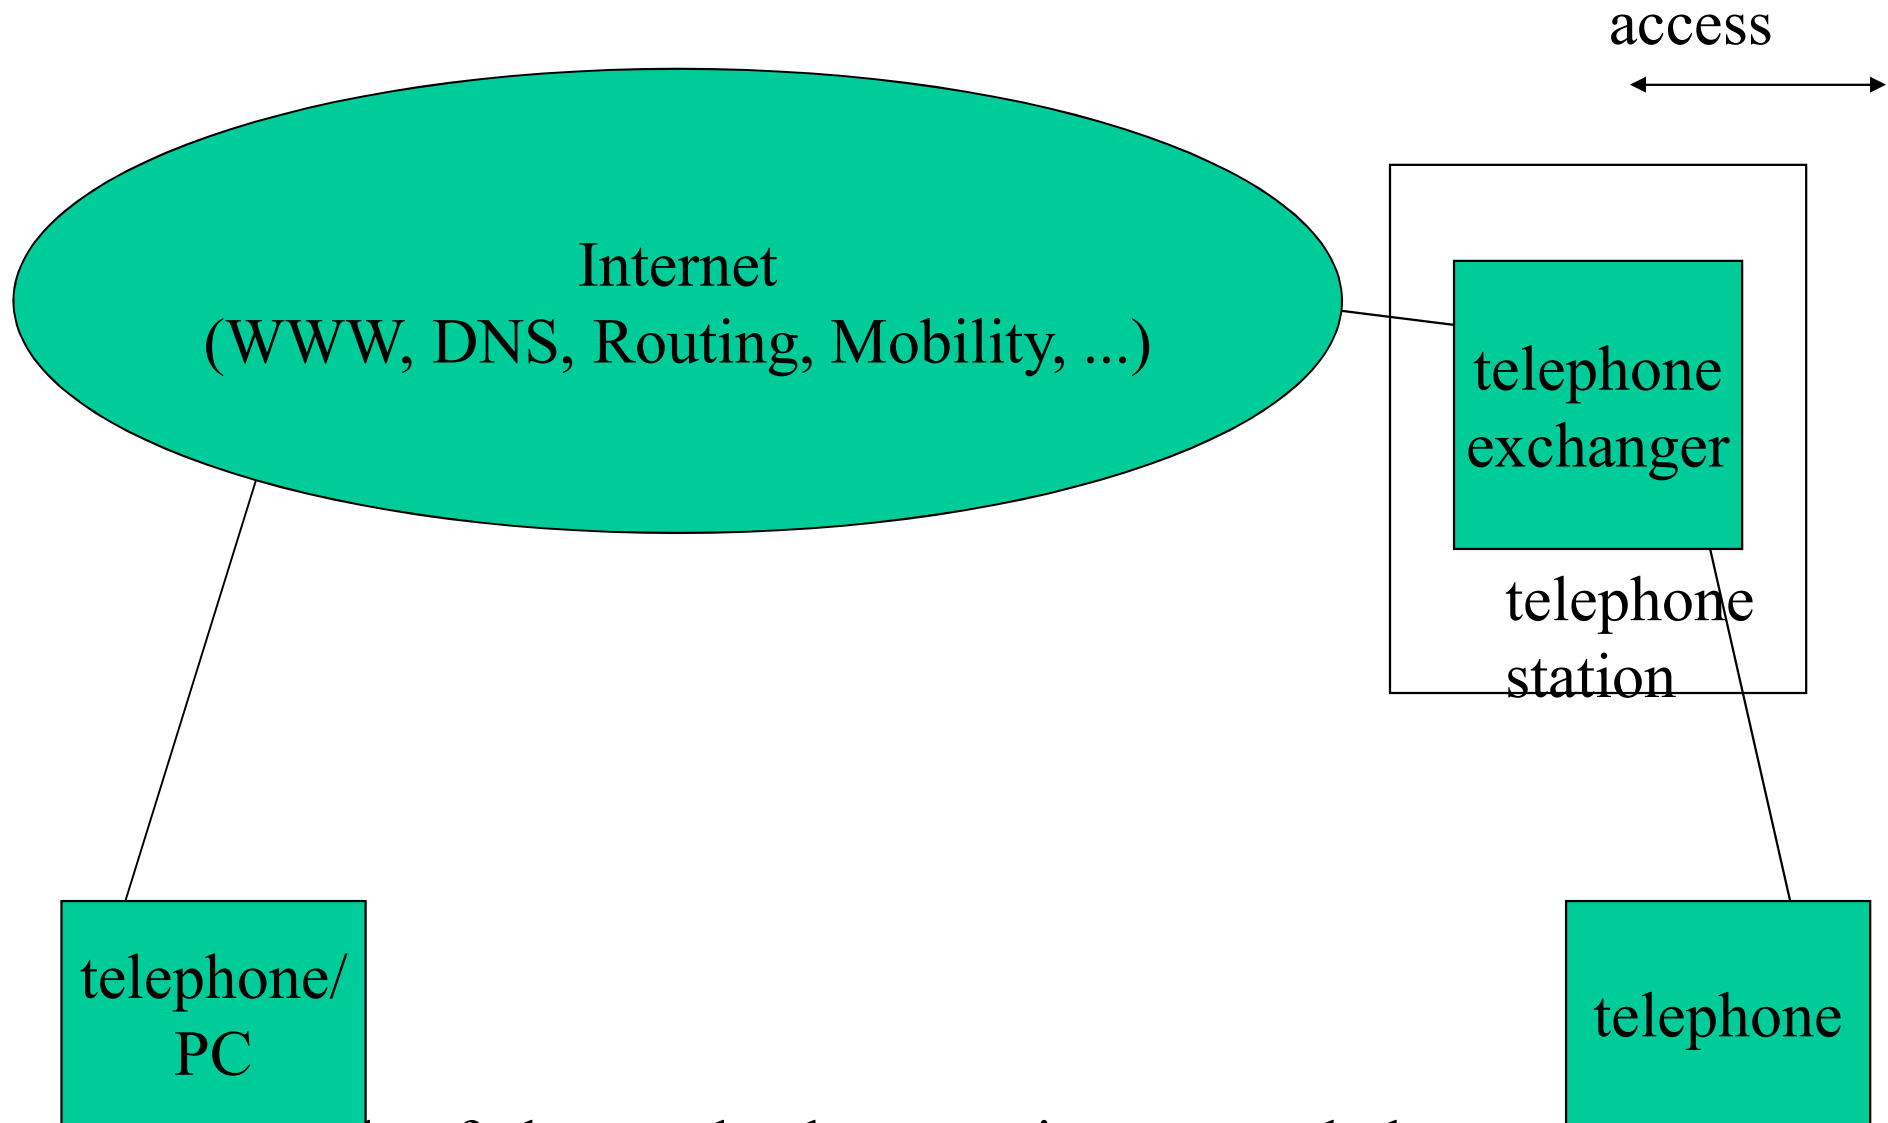 access
Internet
(WWW, DNS, Routing, Mobility, ...)
telephone
exchanger
telephone
station
telephone/
PC
telephone